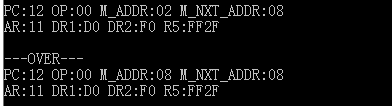 PC:12 OP:00 M_ADDR:02 M_NXT_ADDR:08
AR:11 DR1:D0 DR2:F0 R5:FF2F
---OVER---
PC:12 OP:00 M_ADDR:08 M_NXT_ADDR:08
AR:11 DR1:D0 DR2:F0 R5:FF2F